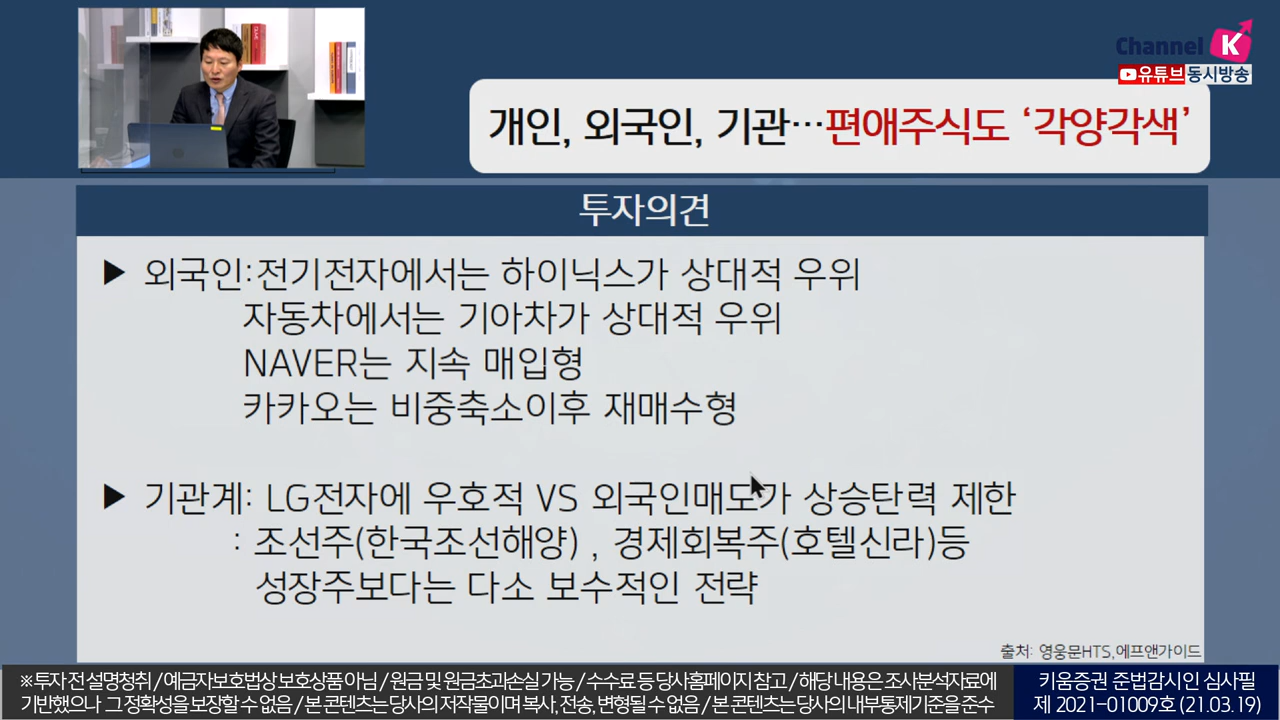 Channel K
유튜브동시방송
개인, 외국인, 기관…편애주식도 ‘각양각색’
투자의견
▶ 외국인:전기전자에서는 하이닉스가 상대적 우위
자동차에서는 기아차가 상대적 우위
NAVER는 지속 매입형
카카오는 비중축소이후 재매수형
▶ 기관계: LG전자에 우호적 VS 외국인매도가 상승탄력 제한
: 조선주(한국조선해양) , 경제회복주(호텔신라)등
성장주보다는 다소 보수적인 전략
출처: 영웅문HTS,에프앤가이드
※투자 전 설명청취 / 예금자보호법상 보호상품 아님 / 원금 및 원금초과손실 가능 / 수수료 등 당사홈페이지 참고 / 해당 내용은 조사분석자료에
기반했으나 그 정확성을 보장할 수 없음 / 본 콘텐츠는 당사의 저작물이며 복사, 전송, 변형될 수 없음 / 본 콘텐츠는 당사의 내부통제기준을 준수
키움증권 준법감시인 심사필
제 2021-01009호 (21.03.19)